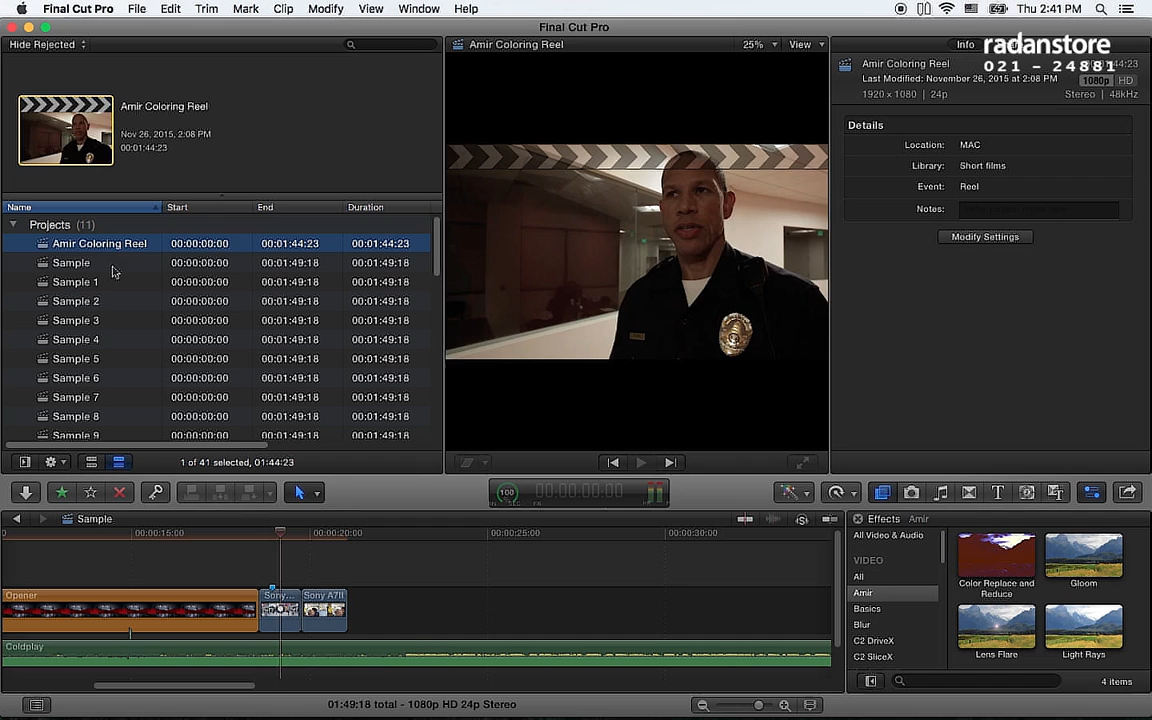 Final Cut Pro File Edit Trim Mark Clip Modify View Window Help Thu 2:41 PM
Final Cut Pro
Hide Rejected
Amir Coloring Reel 25% View
Info
radanstore
021 - 24881
Amir Coloring Reel
Nov 26, 2015, 2:08 PM
00:01:44:23
Amir Coloring Reel
Last Modified: November 26, 2015 at 2:08 PM 1080p HD
1920 x 1080 | 24p Stereo | 48kHz
Details
Location: MAC
Library: Short films
Event: Reel
Notes:
Modify Settings
Name Start End Duration
Projects (11)
Amir Coloring Reel 00:00:00:00 00:01:44:23 00:01:44:23
Sample 00:00:00:00 00:01:49:18 00:01:49:18
Sample 1 00:00:00:00 00:01:49:18 00:01:49:18
Sample 2 00:00:00:00 00:01:49:18 00:01:49:18
Sample 3 00:00:00:00 00:01:49:18 00:01:49:18
Sample 4 00:00:00:00 00:01:49:18 00:01:49:18
Sample 5 00:00:00:00 00:01:49:18 00:01:49:18
Sample 6 00:00:00:00 00:01:49:18 00:01:49:18
Sample 7 00:00:00:00 00:01:49:18 00:01:49:18
Sample 8 00:00:00:00 00:01:49:18 00:01:49:18
Sample 9 00:00:00:00 00:01:49:18 00:01:49:18
1 of 41 selected, 01:44:23
100 00:00:00:00
Sample
00:00:15:00 00:00:20:00 00:00:25:00 00:00:30:00
Opener Sony... Sony A7II
Coldplay
Effects Amir
All Video & Audio
VIDEO
All
Amir
Basics
Blur
C2 DriveX
C2 SliceX
Color Replace and Reduce
Gloom
Lens Flare
Light Rays
4 items
01:49:18 total - 1080p HD 24p Stereo